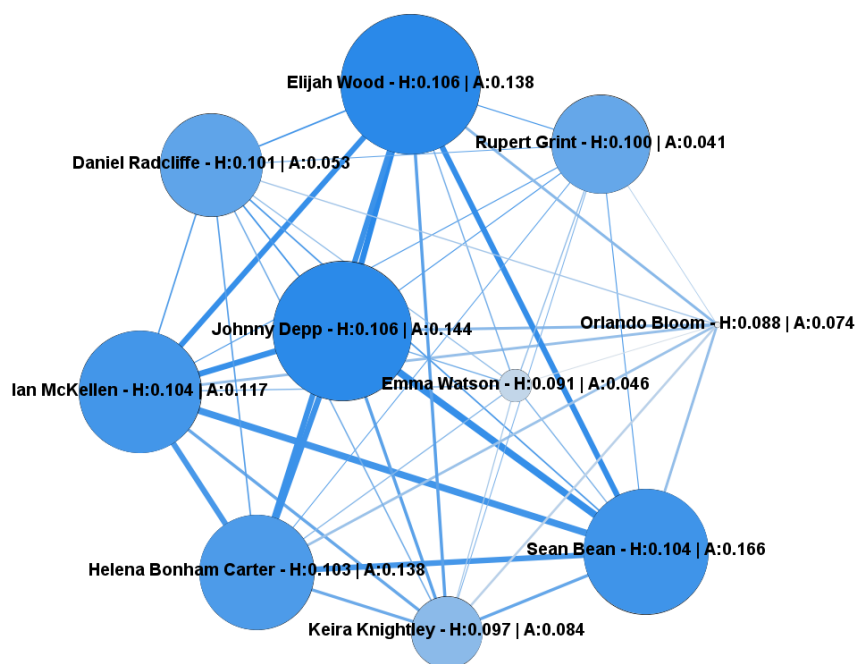 Elijah Wood - H:0.106 | A:0.138
Rupert Grint - H:0.100 | A:0.041
Daniel Radcliffe - H:0.101 | A:0.053
Orlando Bloom - H:0.088 | A:0.074
Johnny Depp - H:0.106 | A:0.144
Emma Watson - H:0.091 | A:0.046
Ian McKellen - H:0.104 | A:0.117
Sean Bean - H:0.104 | A:0.166
Helena Bonham Carter - H:0.103 | A:0.138
Keira Knightley - H:0.097 | A:0.084